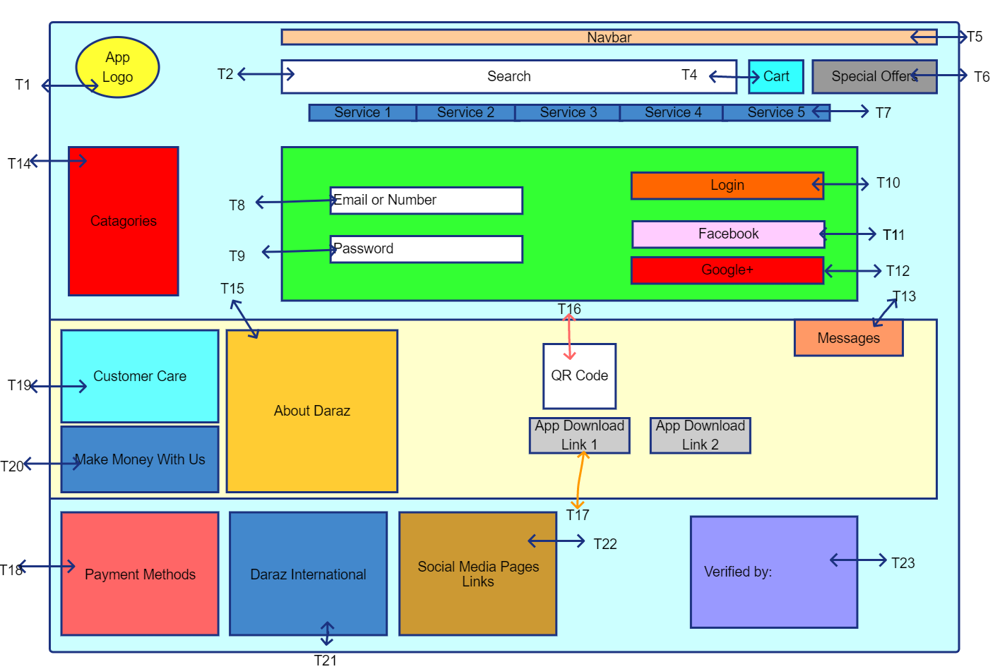 Navbar
T5
App
Logo
T1
T2
Search
T4
Cart
Special Offers
T6
Service 1
Service 2
Service 3
Service 4
Service 5
T7
T14
Catagories
T8
Email or Number
T9
Password
Login
T10
Facebook
T11
Google+
T12
T15
T16
T13
Messages
T19
Customer Care
About Daraz
QR Code
App Download
Link 1
App Download
Link 2
T20
Make Money With Us
T17
T18
Payment Methods
Daraz International
T21
Social Media Pages
Links
T22
Verified by:
T23